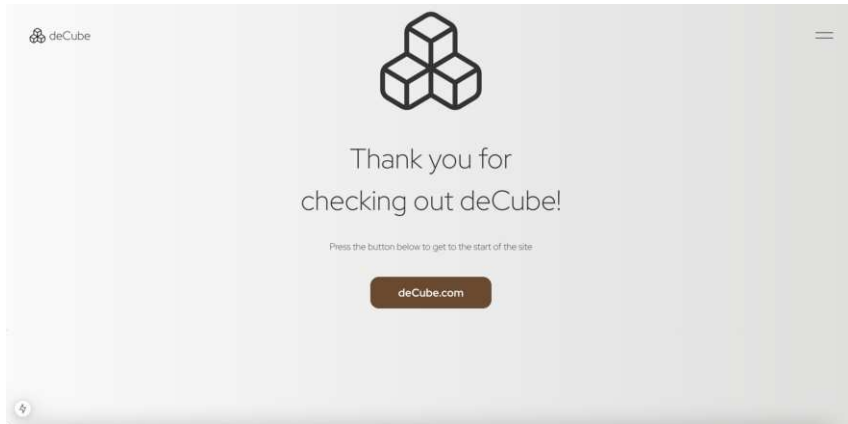 deCube
Thank you for
checking out deCube!
Press the button below to get to the start of the site
deCube.com